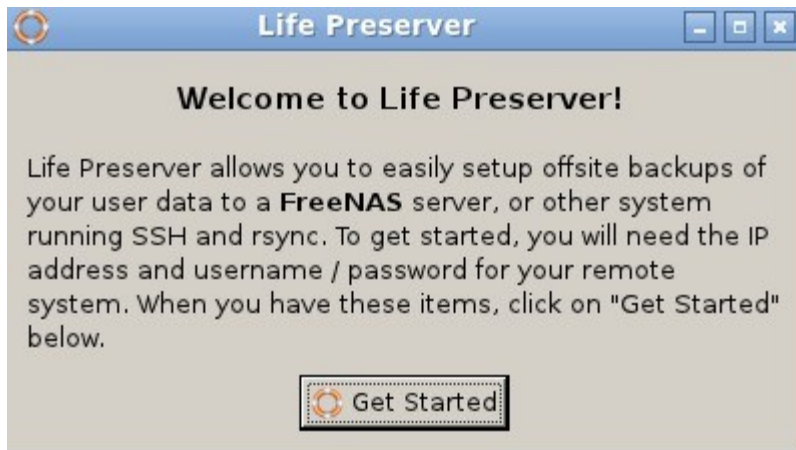 Life Preserver
Welcome to Life Preserver!
Life Preserver allows you to easily setup offsite backups of
your user data to a FreeNAS server, or other system
running SSH and rsync. To get started, you will need the IP
address and username / password for your remote
system. When you have these items, click on "Get Started"
below.
Get Started